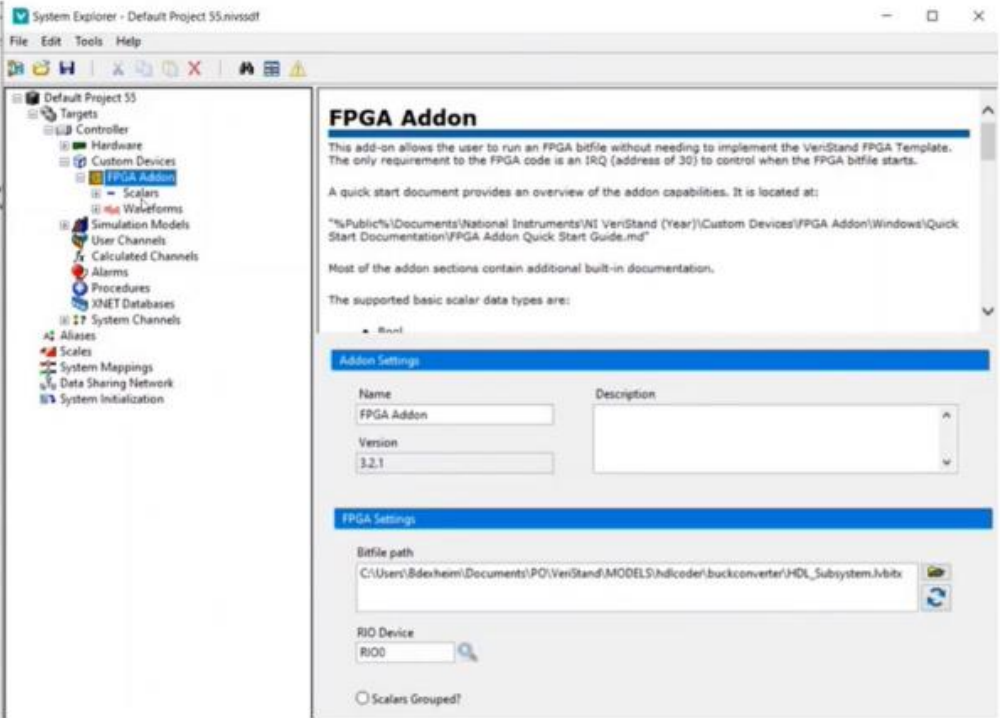 System Explorer - Default Project 55.nivssdf
File Edit Tools Help
Default Project 55
Targets
Controller
Hardware
Custom Devices
FPGA Addon
Scalars
Waveforms
Simulation Models
User Channels
Calculated Channels
Alarms
Procedures
XNET Databases
System Channels
Aliases
Scales
System Mappings
Data Sharing Network
System Initialization
FPGA Addon
This add-on allows the user to run an FPGA bitfile without needing to implement the VeriStand FPGA Template.
The only requirement to the FPGA code is an IRQ (address of 30) to control when the FPGA bitfile starts.
A quick start document provides an overview of the addon capabilities. It is located at:
"%Public%\Documents\National Instruments\NI VeriStand (Year)\Custom Devices\FPGA Addon\Windows\Quick
Start Documentation\FPGA Addon Quick Start Guide.md"
Most of the addon sections contain additional built-in documentation.
The supported basic scalar data types are:
• Bool
Addon Settings
Name
FPGA Addon
Description
Version
3.2.1
FPGA Settings
Bitfile path
C:\Users\Bdexheim\Documents\PO\VeriStand\MODELS\hdlcoder\buckconverter\HDL_Subsystem.lvbitx
RIO Device
RIO0
Scalars Grouped?